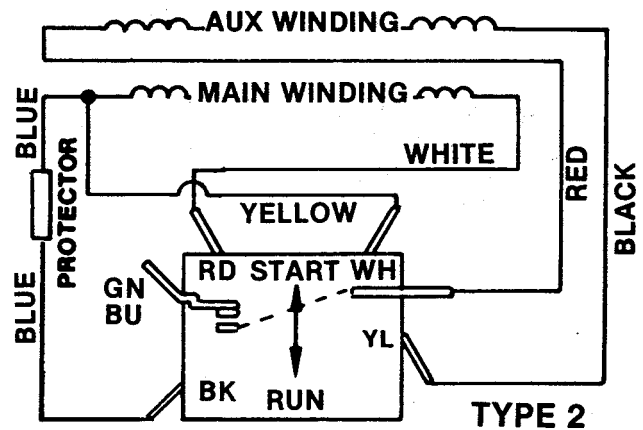 AUX WINDING
MAIN WINDING
BLUE
PROTECTOR
WHITE
RED
BLACK
YELLOW
RD START WH
GN
BU
BLUE
YL
BK
RUN
TYPE 2